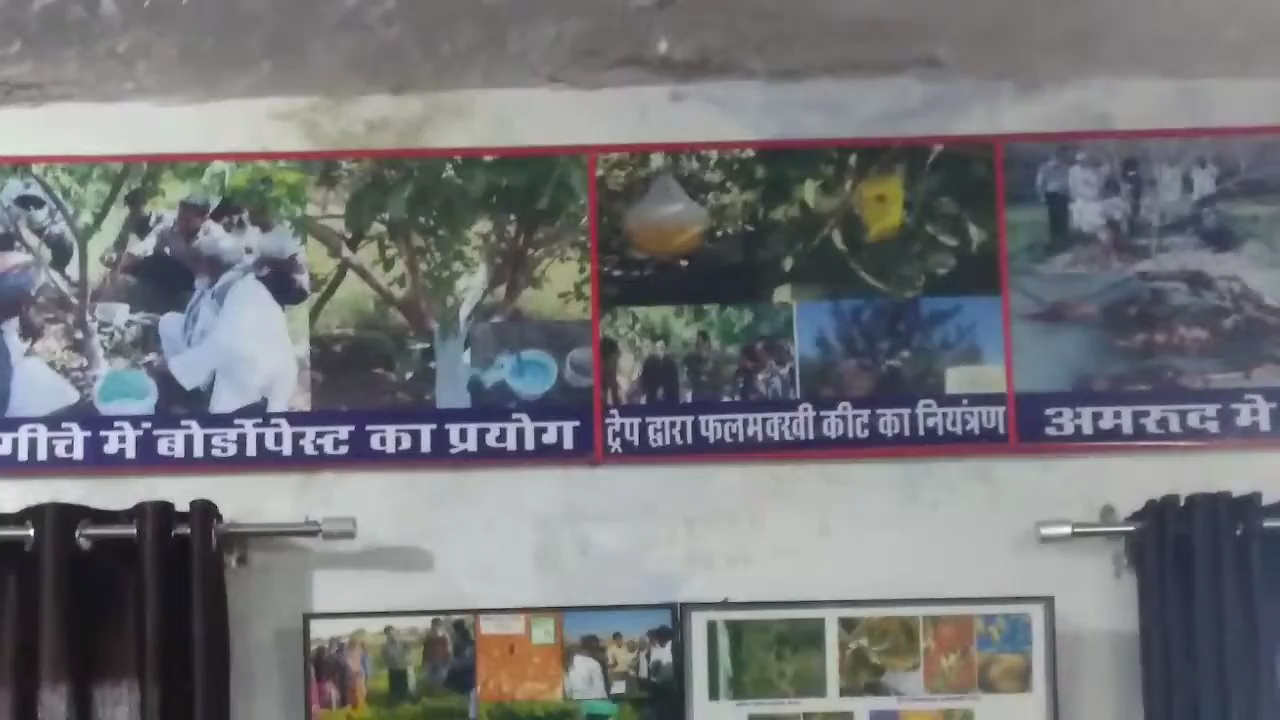 गीचे में बोर्डोपेस्ट का प्रयोग
ट्रेप द्वारा फलमक्खी कीट का नियंत्रण
अमरूद मे